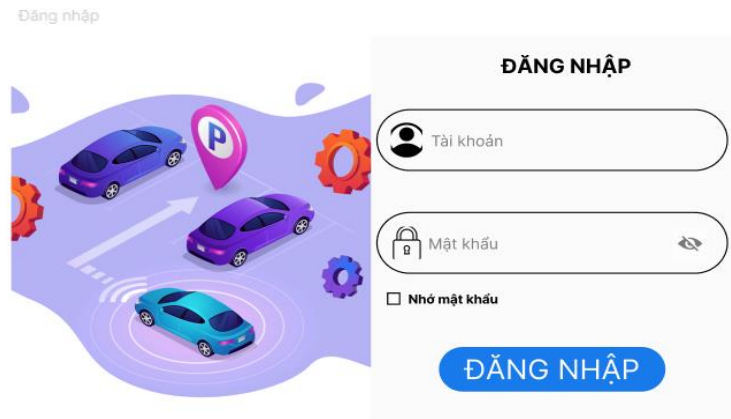 Đăng nhập
ĐĂNG NHẬP
P
Tài khoản
Mật khẩu
Nhớ mật khẩu
ĐĂNG NHẬP